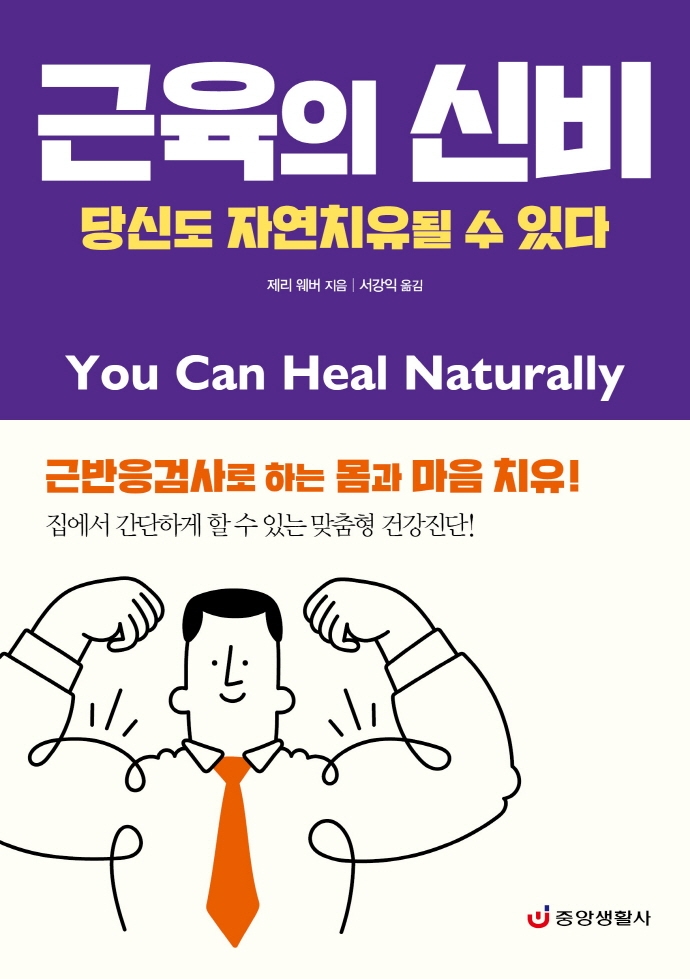 근육의 신비
당신도 자연치유될 수 있다
제리 웨버 지음 | 서강익 옮김
You Can Heal Naturally
근반응검사로 하는 몸과 마음 치유!
집에서 간단하게 할 수 있는 맞춤형 건강진단!
중앙생활사